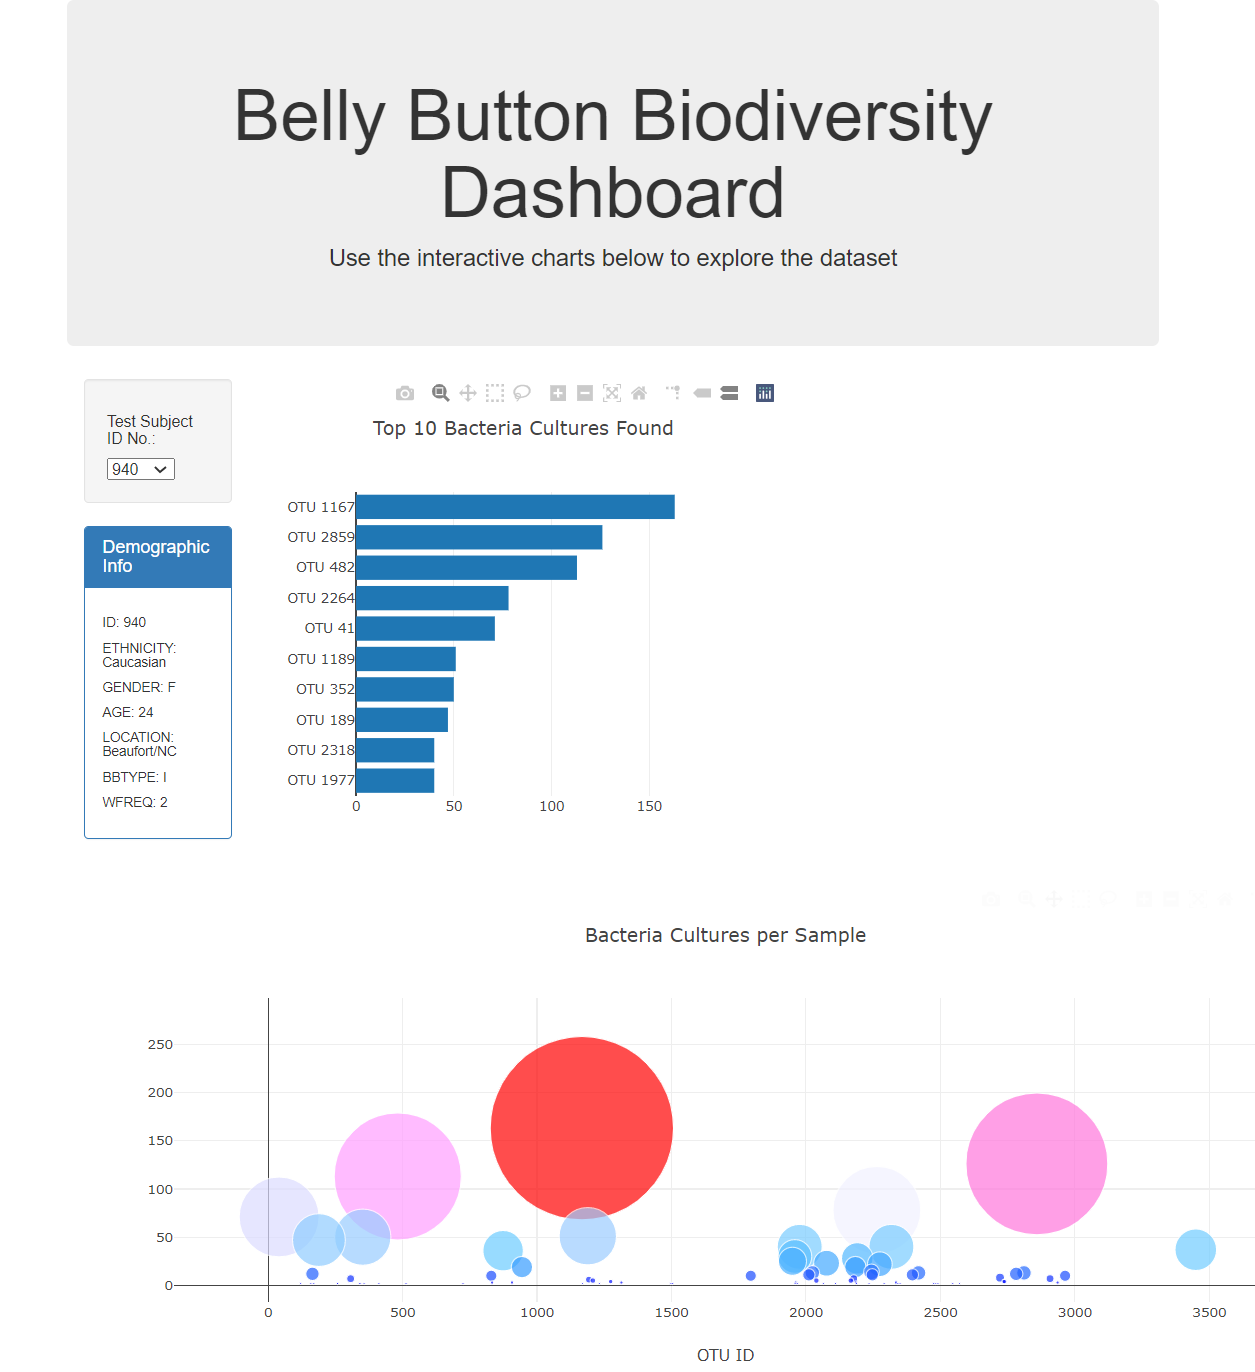 Belly Button Biodiversity
Dashboard
Use the interactive charts below to explore the dataset
Test Subject
ID No.:
940
Demographic
Info
ID: 940
ETHNICITY:
Caucasian
GENDER: F
AGE: 24
LOCATION:
Beaufort/NC
BBTYPE: I
WFREQ: 2
Top 10 Bacteria Cultures Found
OTU 1167
OTU 2859
OTU 482
OTU 2264
OTU 41
OTU 1189
OTU 352
OTU 189
OTU 2318
OTU 1977
0 50 100 150
Bacteria Cultures per Sample
250
200
150
100
50
0
0 500 1000 1500 2000 2500 3000 3500
OTU ID